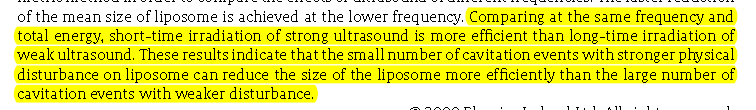 of the mean size of liposome is achieved at the lower frequency. Comparing at the same frequency and
total energy, short-time irradiation of strong ultrasound is more efficient than long-time irradiation of
weak ultrasound. These results indicate that the small number of cavitation events with stronger physical
disturbance on liposome can reduce the size of the liposome more efficiently than the large number of
cavitation events with weaker disturbance.